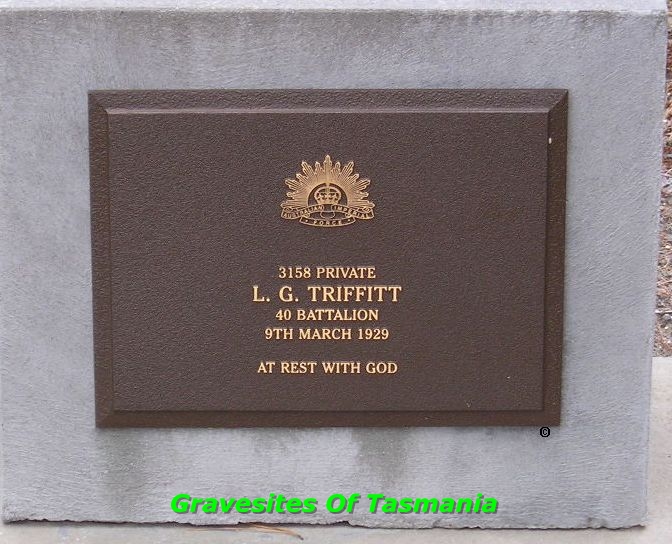 AUSTRALIAN IMPERIAL
FORCE
3158 PRIVATE
L. G. TRIFFITT
40 BATTALION
9TH MARCH 1929
AT REST WITH GOD
©
Gravesites Of Tasmania